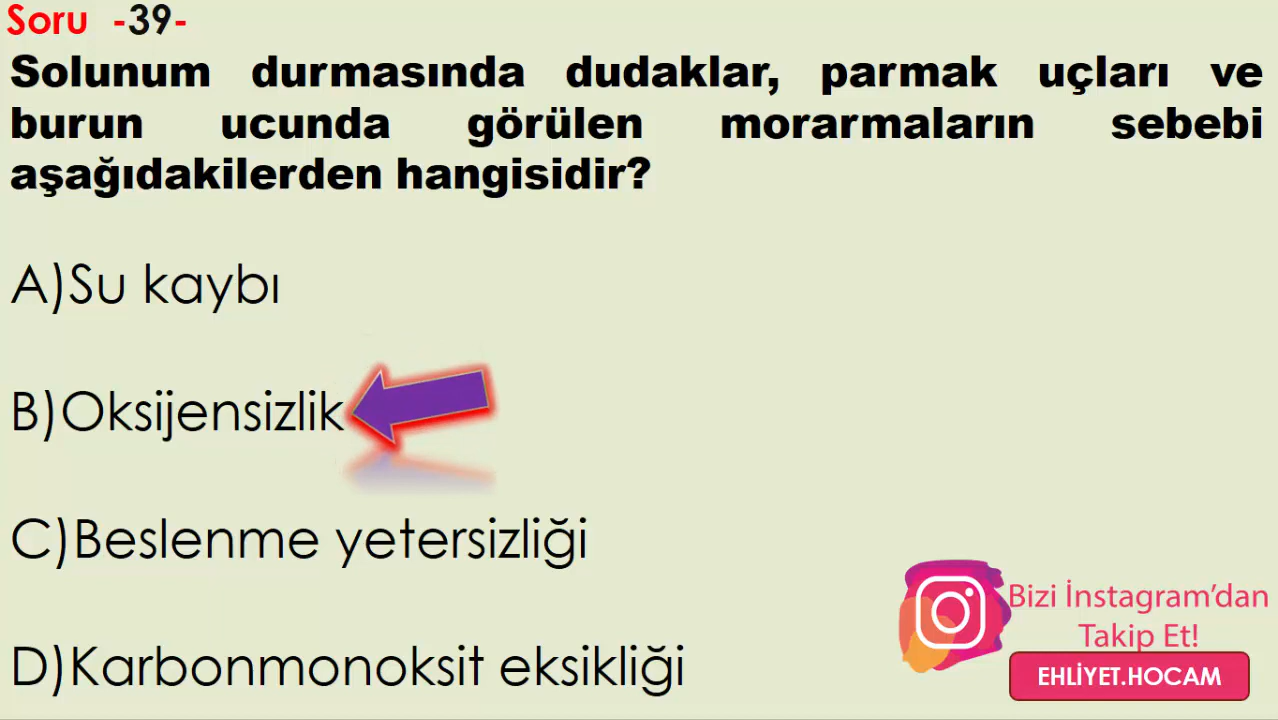 Soru -39-
Solunum durmasında dudaklar, parmak uçları ve
burun ucunda görülen morarmaların sebebi
aşağıdakilerden hangisidir?
A)Su kaybı
B)Oksijensizlik
C)Beslenme yetersizliği
D)Karbonmonoksit eksikliği
Bizi İnstagram’dan
Takip Et!
EHLİYET.HOCAM